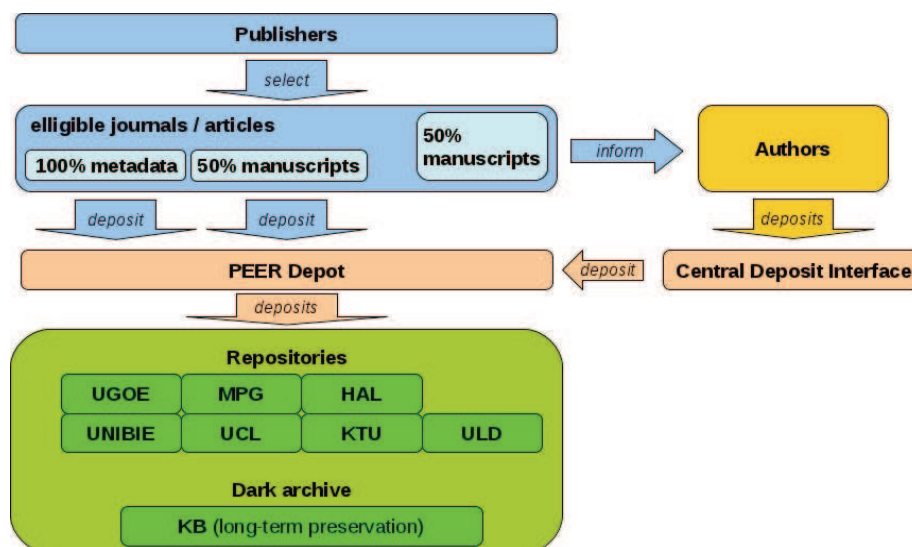 Publishers
select
elligible journals / articles
100% metadata
50% manuscripts
50%
manuscripts
inform
Authors
deposit
deposit
deposits
PEER Depot
deposit
Central Deposit Interface
deposits
Repositories
UGOE
MPG
HAL
UNIBIE
UCL
KTU
ULD
Dark archive
KB (long-term preservation)